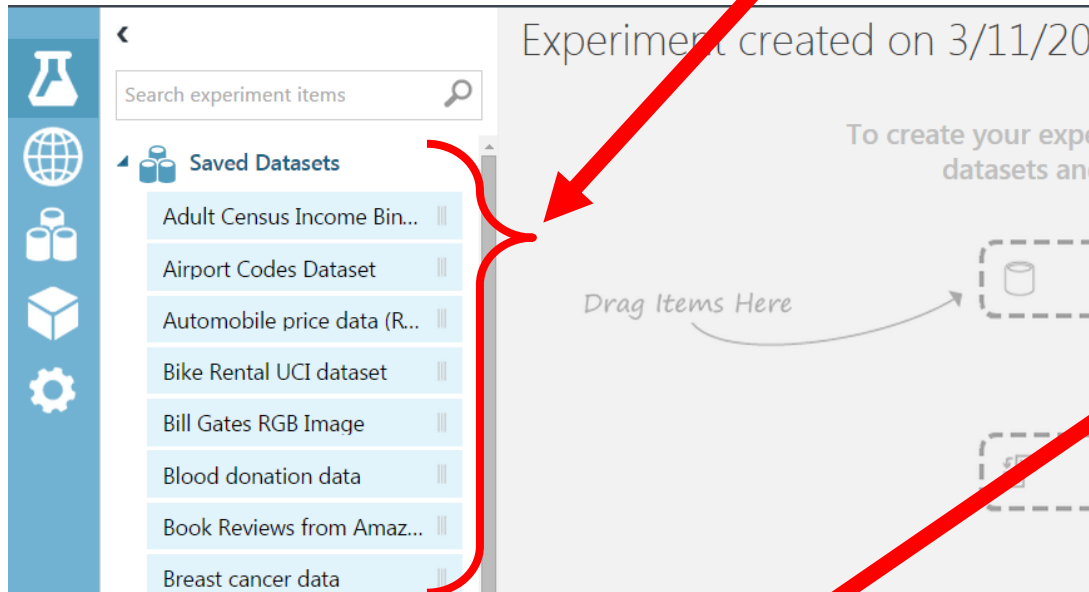 Experiment created on 3/11/20
Search experiment items
To create your expe
datasets an
Saved Datasets
Adult Census Income Bin...
Airport Codes Dataset
Automobile price data (R...
Bike Rental UCI dataset
Bill Gates RGB Image
Blood donation data
Book Reviews from Amaz...
Breast cancer data
Drag Items Here